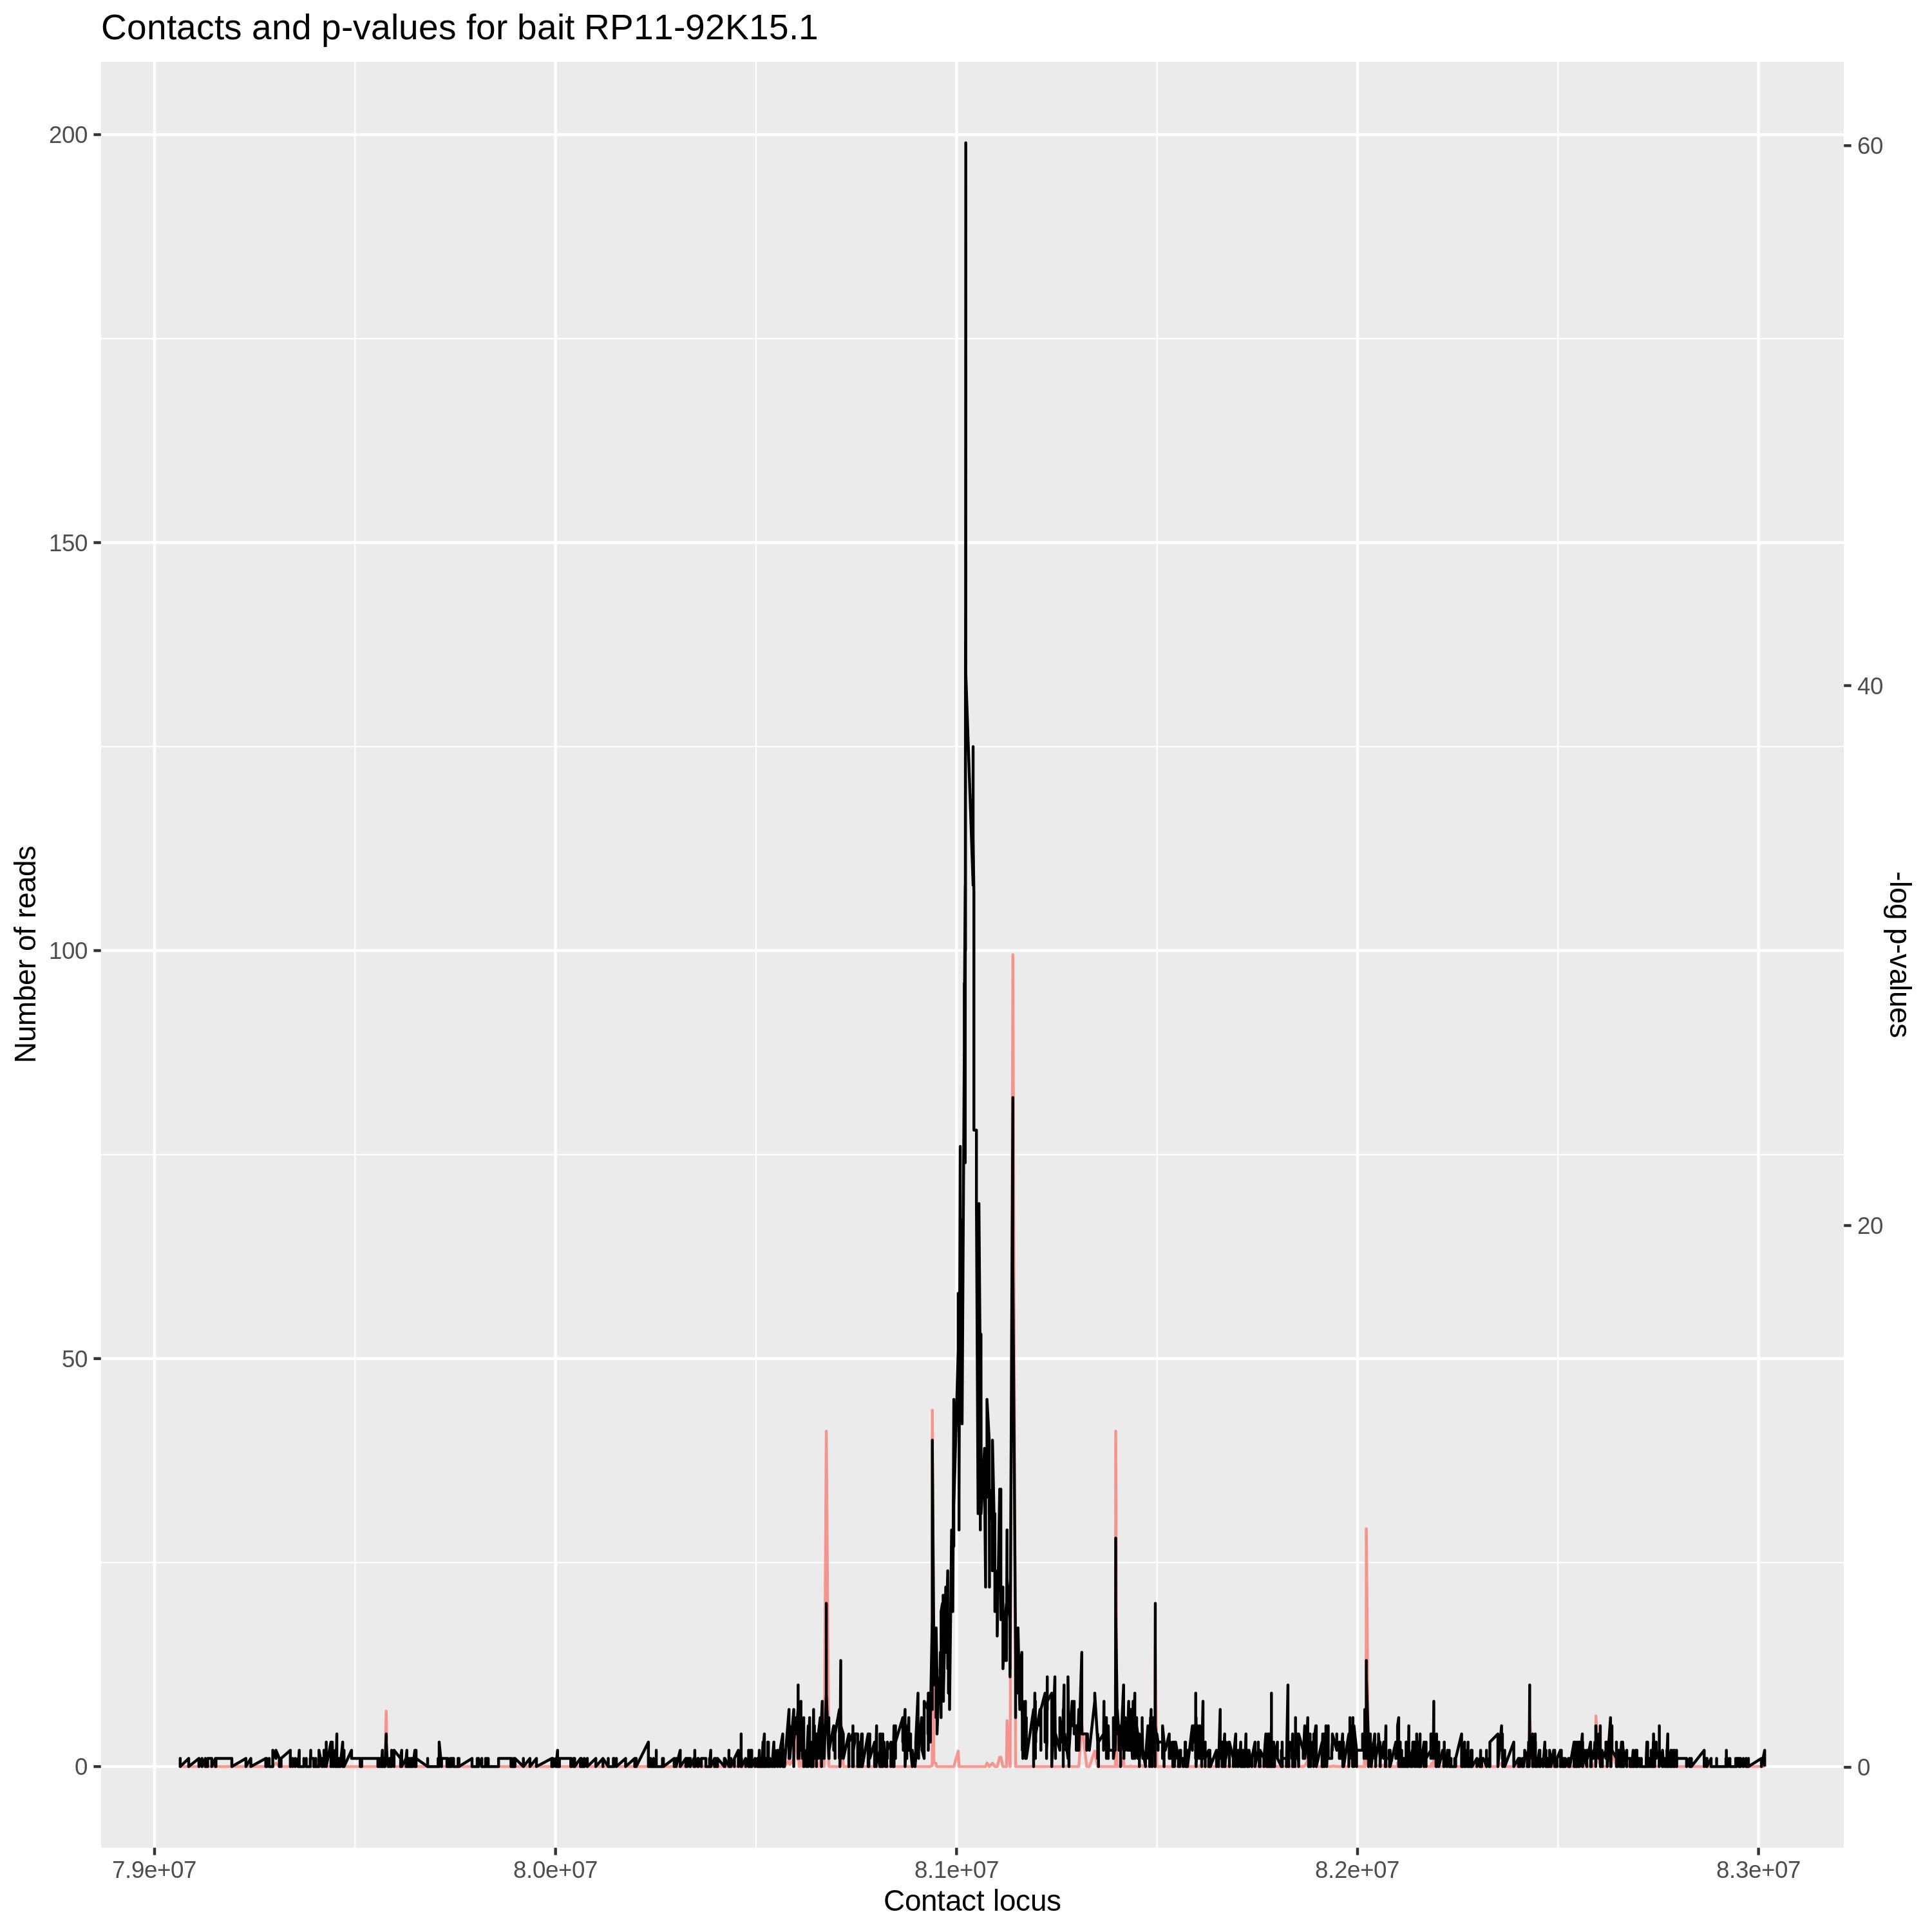 Contacts and p-values for bait RP11-92K15.1
200
150
100
50
0
Number of reads
60
40
20
0
-log p-values
7.9e+07
8.0e+07
8.1e+07
8.2e+07
8.3e+07
Contact locus